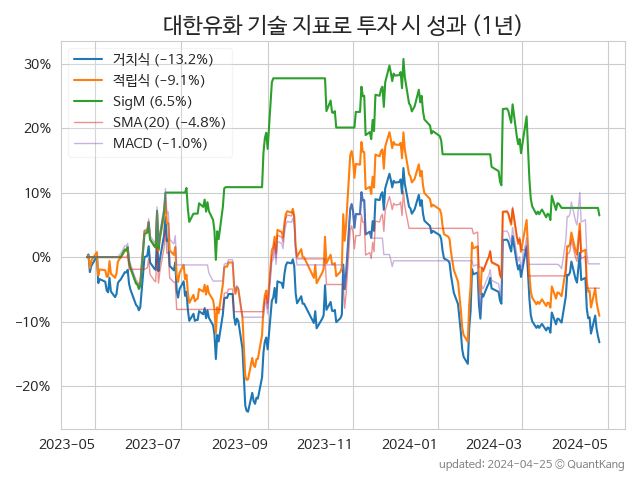 대한유화 기술 지표로 투자 시 성과 (1년)
거치식 (−13.2%)
적립식 (−9.1%)
SigM (6.5%)
SMA(20) (−4.8%)
MACD (−1.0%)
30%
20%
10%
0%
−10%
−20%
2023-05 2023-07 2023-09 2023-11 2024-01 2024-03 2024-05
updated: 2024-04-25 © QuantKang